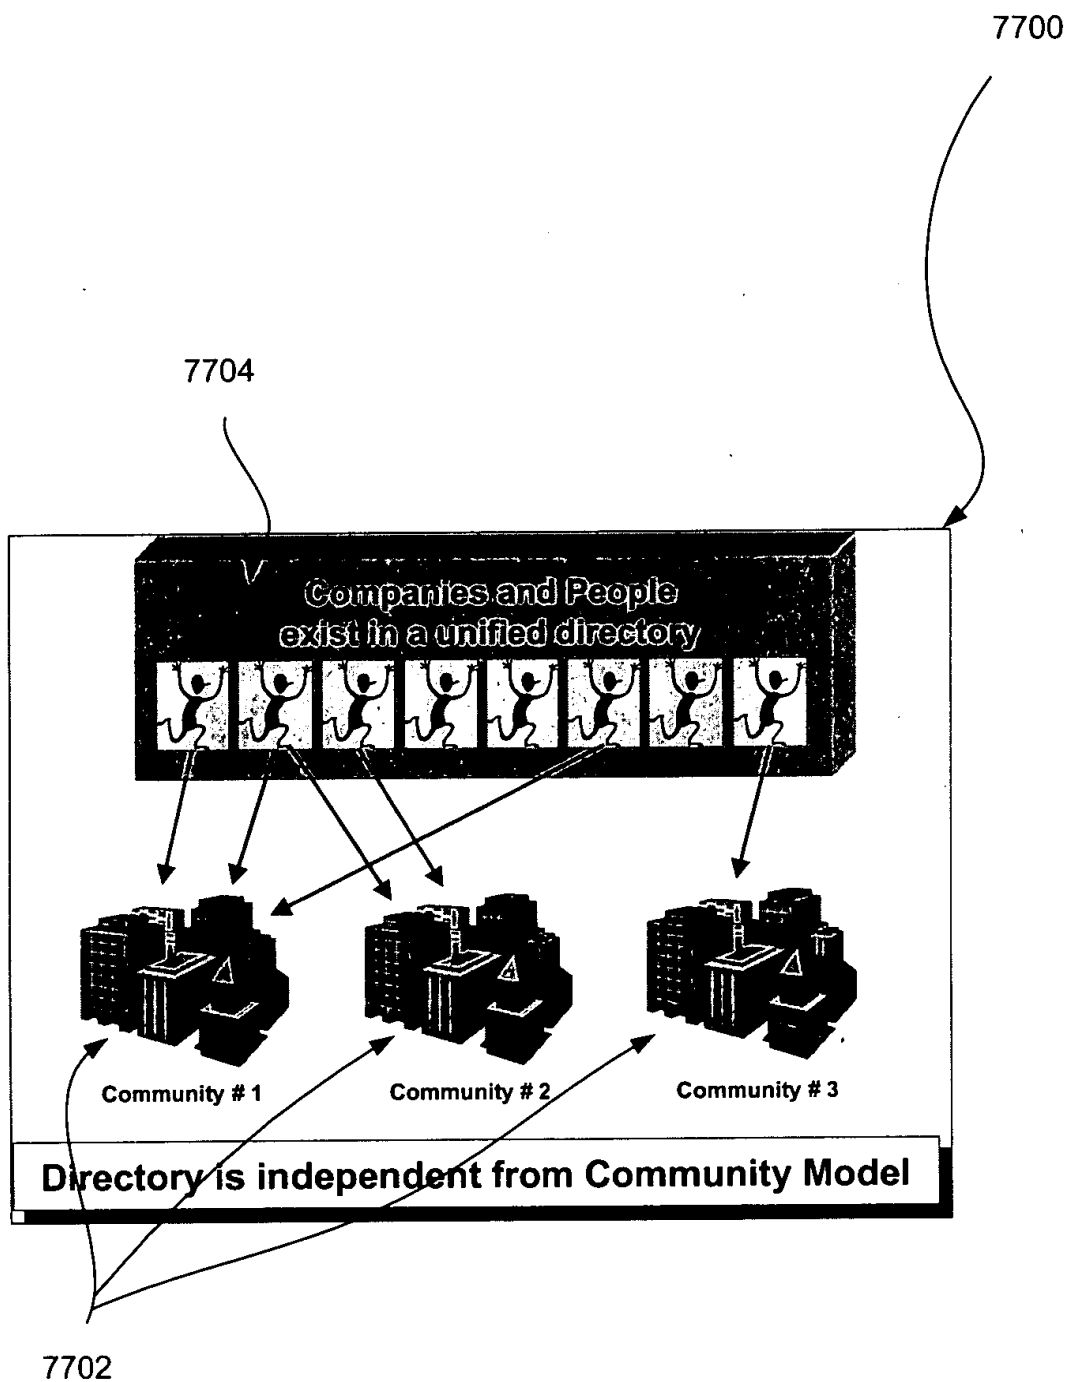 7700
7704
Companies and People
exist in a unified directory
Community # 1
Community # 2
Community # 3
Directory is independent from Community Model
7702